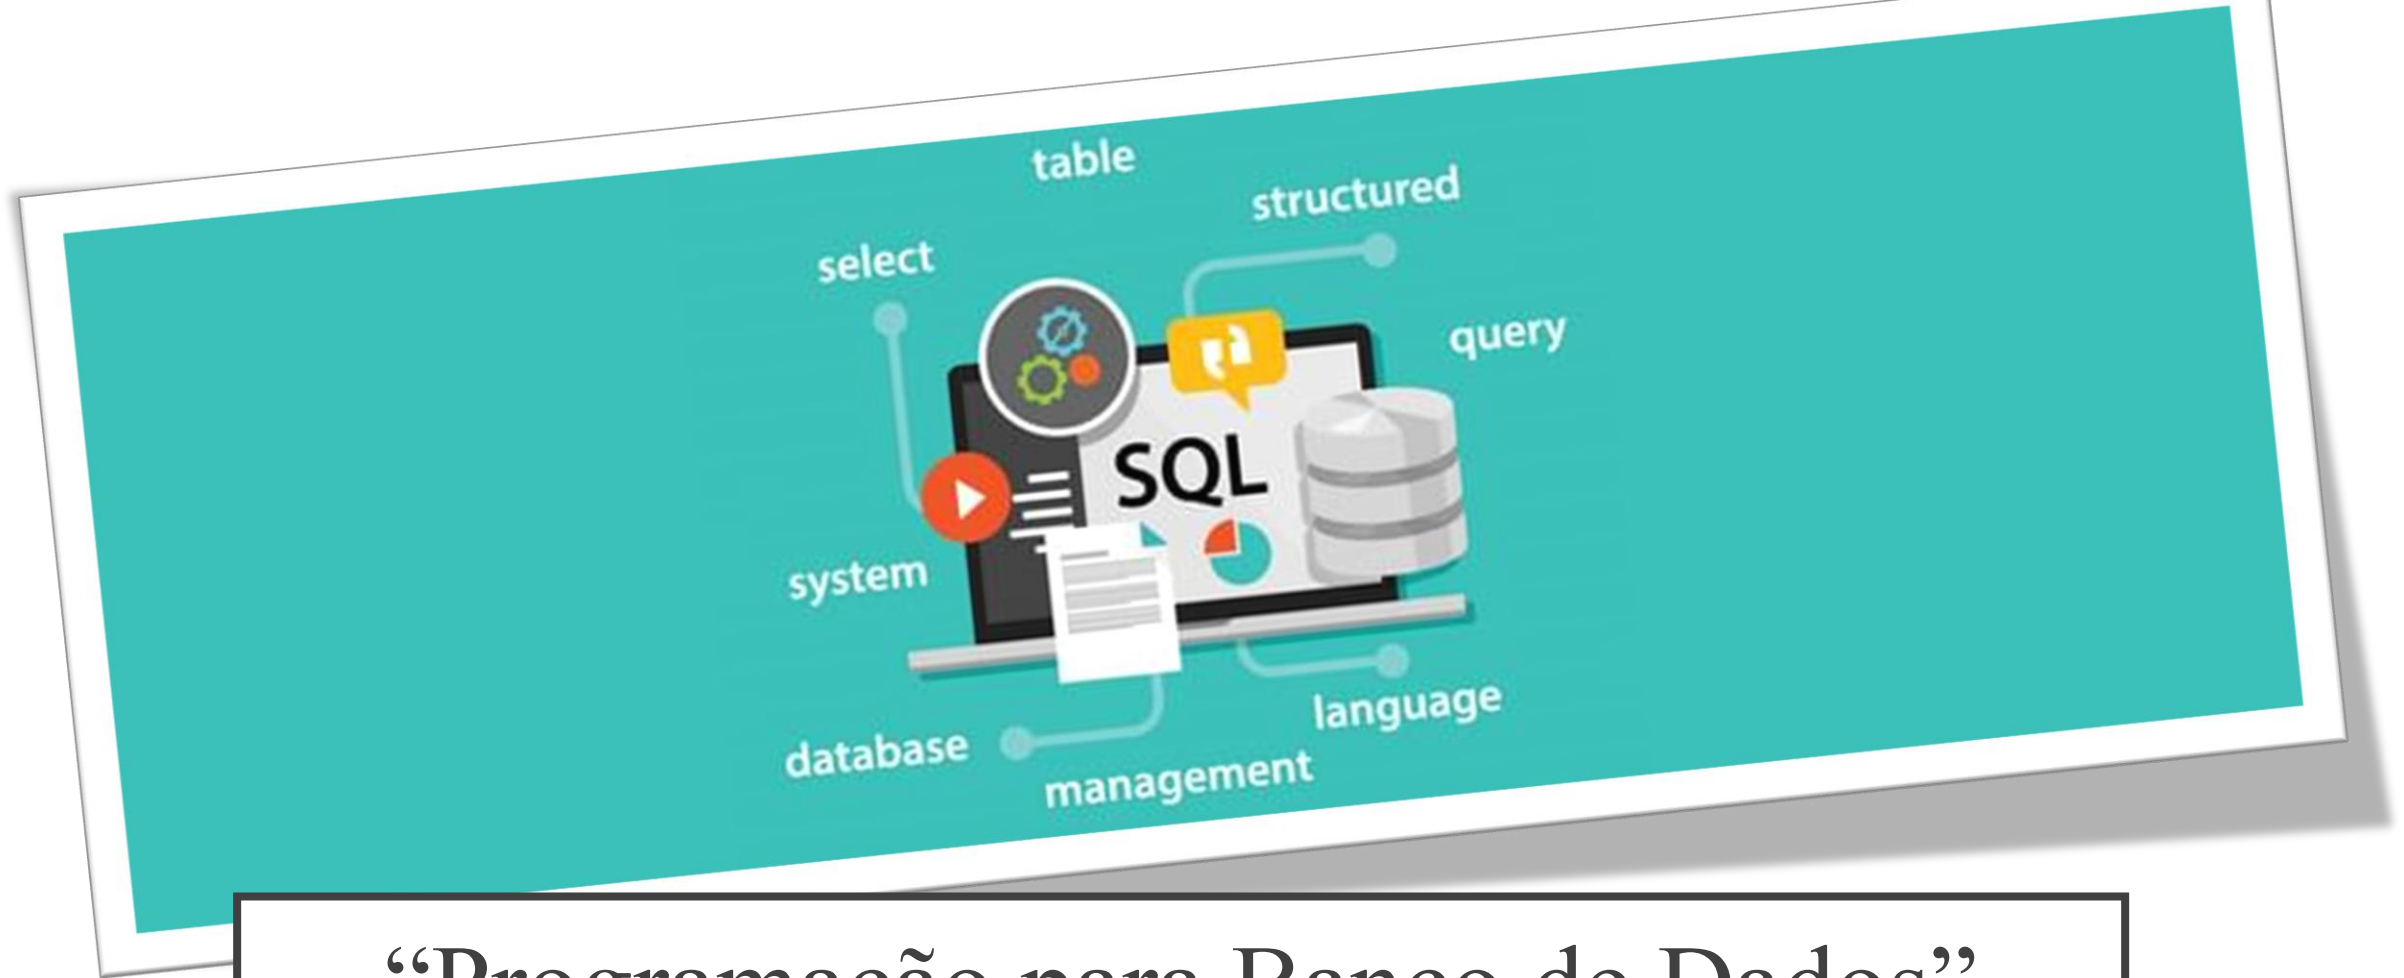 table
structured
select
query
SQL
system
language
database
management
“Programação para Banco de Dados”